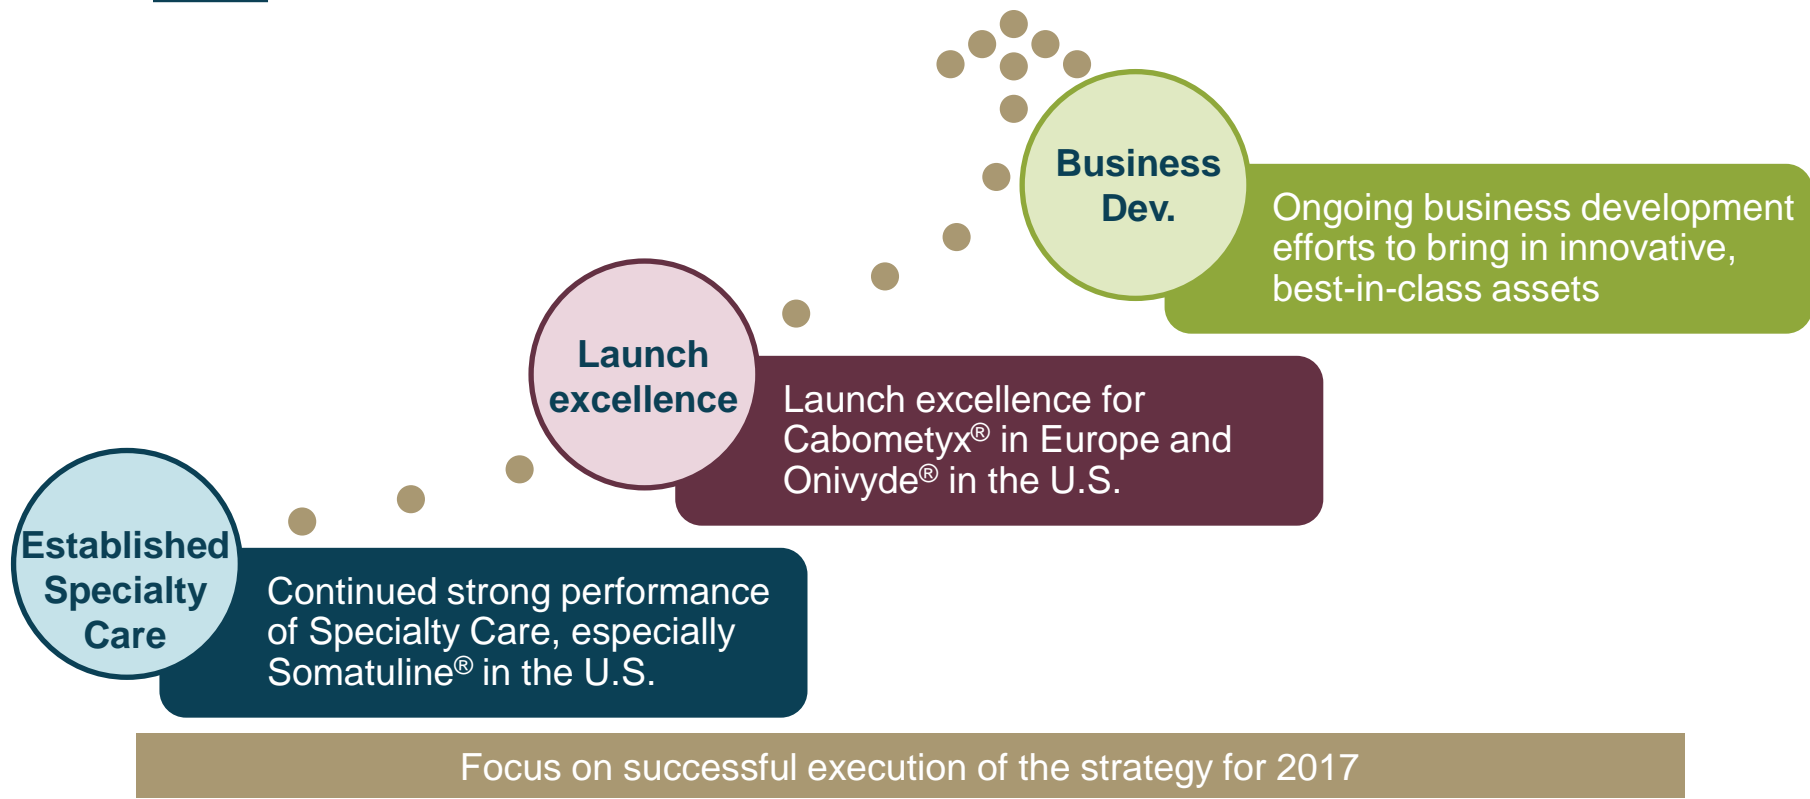 Business
Dev.
Ongoing business development
efforts to bring in innovative,
best-in-class assets
Launch
excellence
Launch excellence for
Cabometyx® in Europe and
Onivyde® in the U.S.
Established
Specialty
Care
Continued strong performance
of Specialty Care, especially
Somatuline® in the U.S.
Focus on successful execution of the strategy for 2017